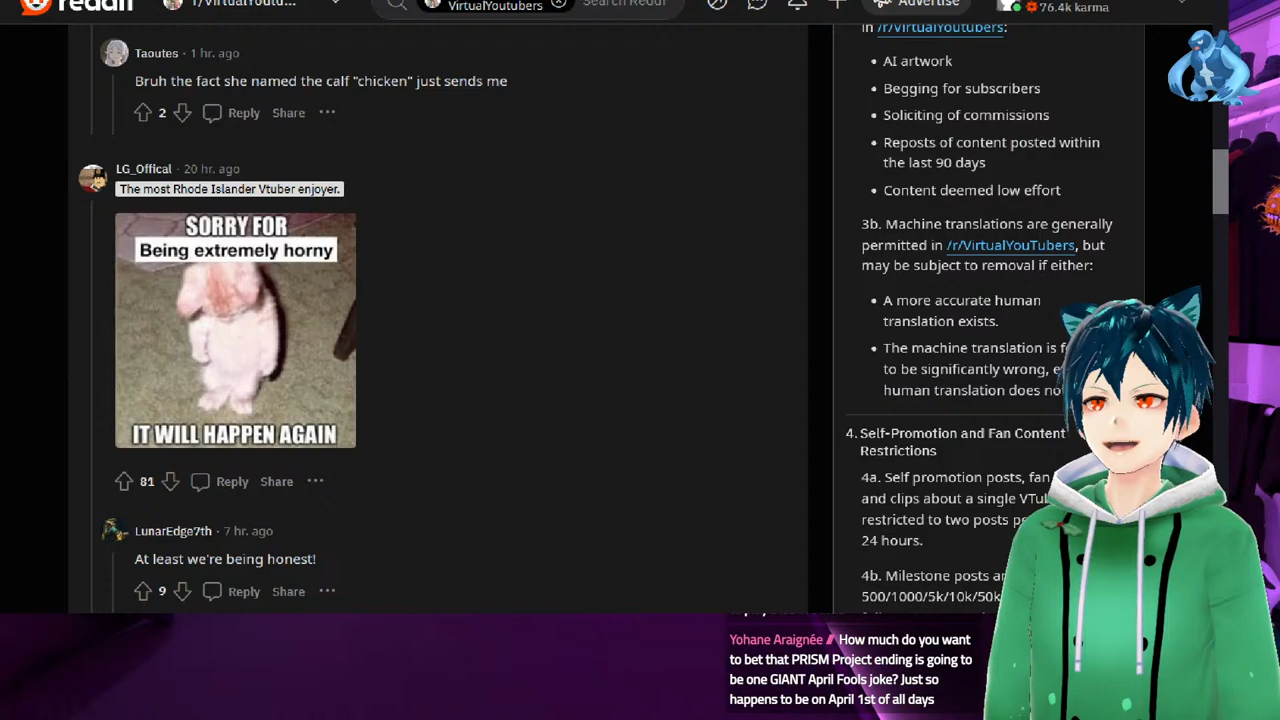 reddit
r/VirtualYoutu...
VirtualYoutubers
Search Reddit
Advertise
76.4k karma
Taoutes · 1 hr. ago
Bruh the fact she named the calf "chicken" just sends me
2
Reply
Share
LG_Offical · 20 hr. ago
The most Rhode Islander Vtuber enjoyer.
SORRY FOR
Being extremely horny
IT WILL HAPPEN AGAIN
81
Reply
Share
LunarEdge7th · 7 hr. ago
At least we're being honest!
9
Reply
Share
in /r/VirtualYoutubers:
AI artwork
Begging for subscribers
Soliciting of commissions
Reposts of content posted within
the last 90 days
Content deemed low effort
3b. Machine translations are generally
permitted in /r/VirtualYouTubers, but
may be subject to removal if either:
A more accurate human
translation exists.
The machine translation is f
to be significantly wrong, e
human translation does no
4. Self-Promotion and Fan Content
Restrictions
4a. Self promotion posts, fan
and clips about a single VTu
restricted to two posts pe
24 hours.
4b. Milestone posts ar
500/1000/5k/10k/50k
Yohane Araignée // How much do you want
to bet that PRISM Project ending is going to
be one GIANT April Fools joke? Just so
happens to be on April 1st of all days